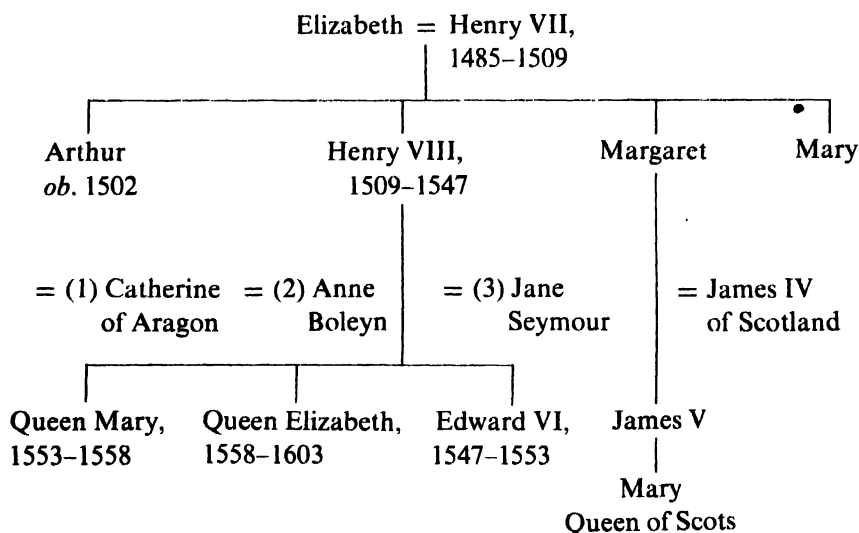 Elizabeth = Henry VII,
1485–1509
Arthur
ob. 1502
Henry VIII,
1509–1547
Margaret
Mary
= (1) Catherine
of Aragon
= (2) Anne
Boleyn
= (3) Jane
Seymour
= James IV
of Scotland
Queen Mary,
1553–1558
Queen Elizabeth,
1558–1603
Edward VI,
1547–1553
James V
Mary
Queen of Scots